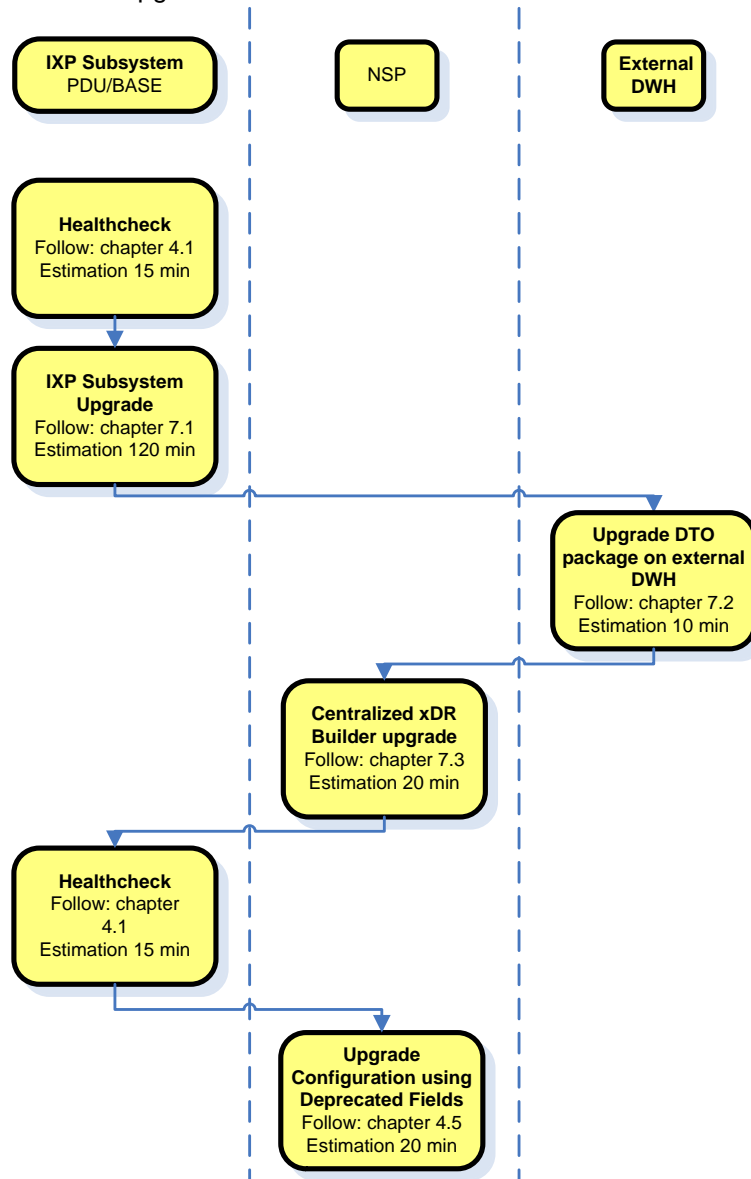 IXP Subsystem
PDU/BASE
NSP
External
DWH
Healthcheck
Follow: chapter 4.1
Estimation 15 min
IXP Subsystem
Upgrade
Follow: chapter 7.1
Estimation 120 min
Upgrade DTO
package on external
DWH
Follow: chapter 7.2
Estimation 10 min
Centralized xDR
Builder upgrade
Follow: chapter 7.3
Estimation 20 min
Healthcheck
Follow: chapter
4.1
Estimation 15 min
Upgrade
Configuration using
Deprecated Fields
Follow: chapter 4.5
Estimation 20 min